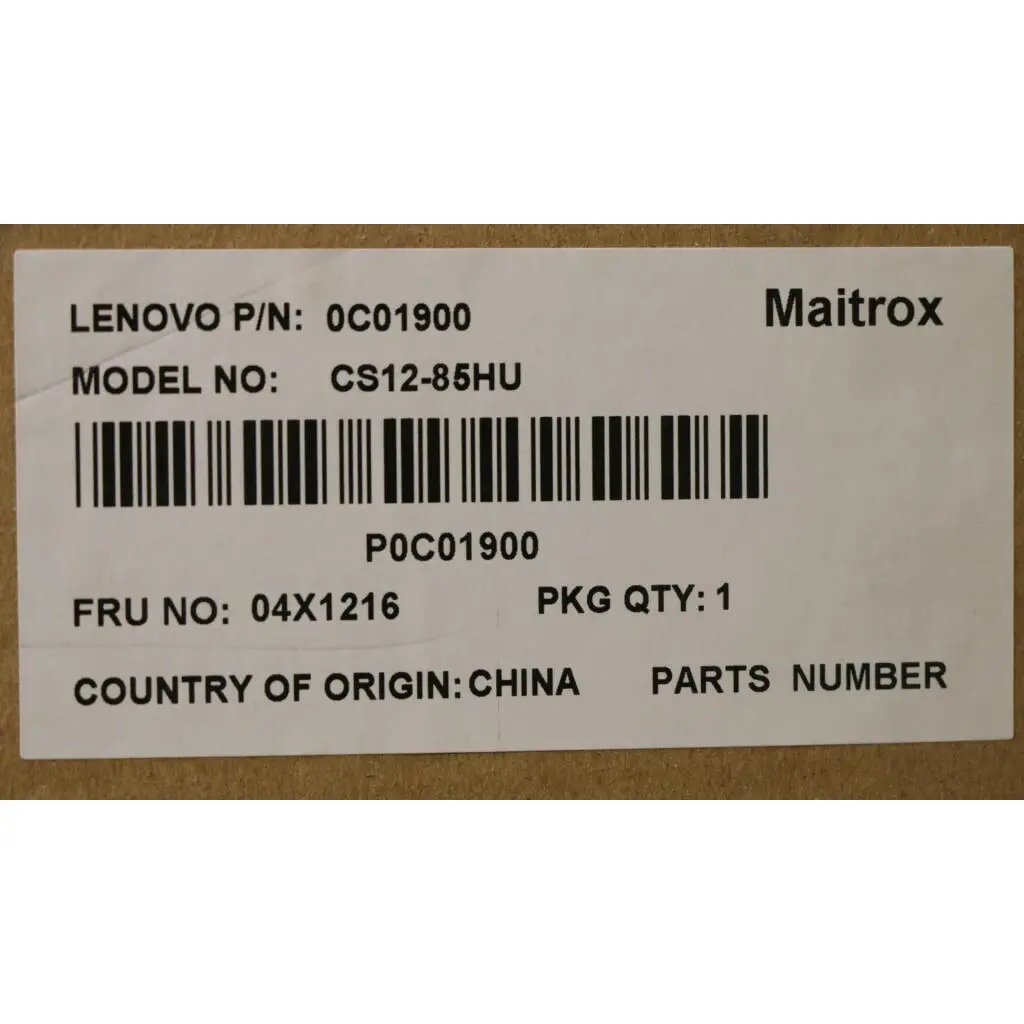 LENOVO P/N: 0C01900
Maitrox
MODEL NO: CS12-85HU
P0C01900
FRU NO: 04X1216 PKG QTY: 1
COUNTRY OF ORIGIN: CHINA PARTS NUMBER